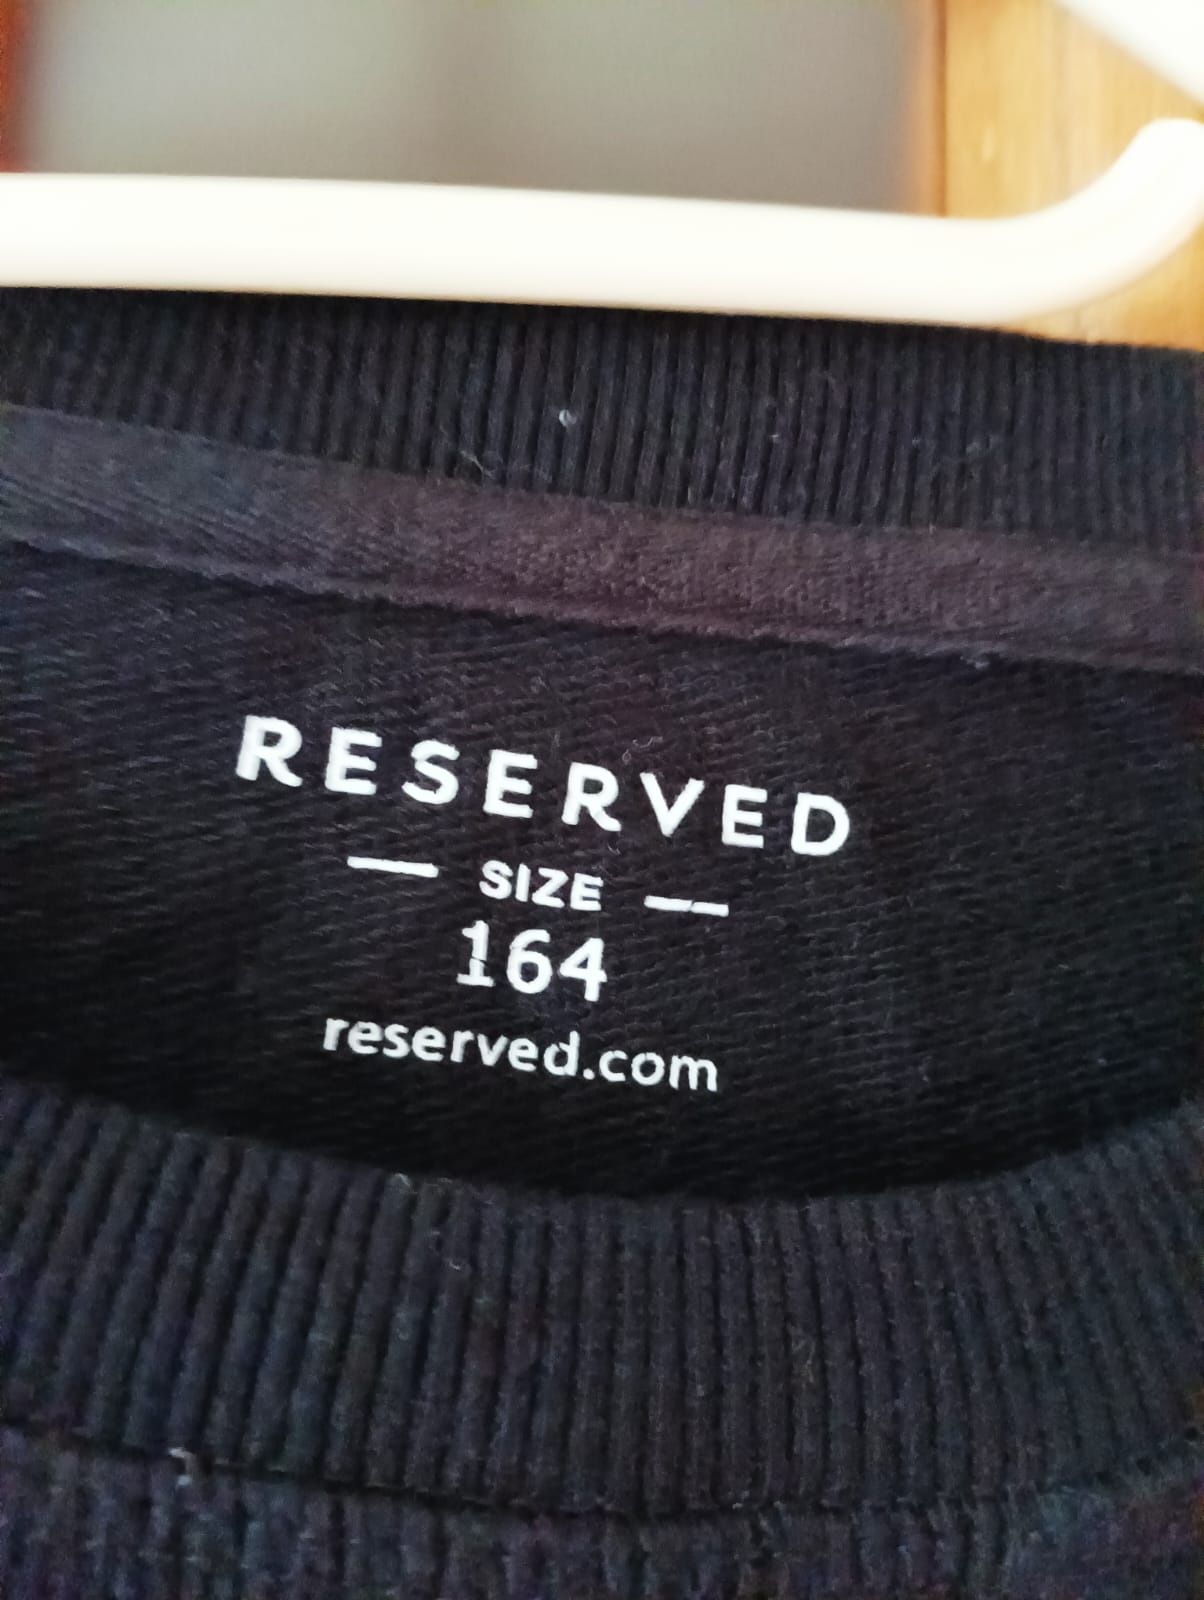 RESERVED
— SIZE —
164
reserved.com